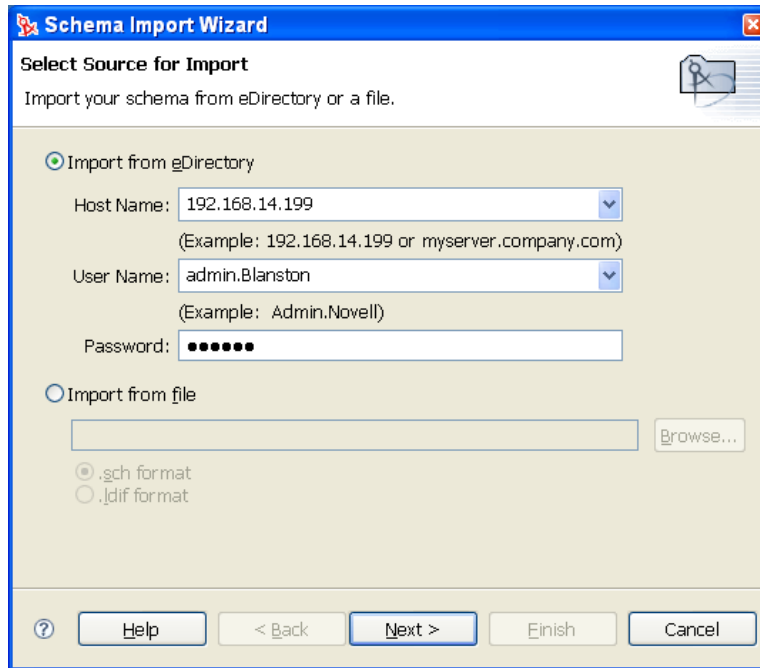 Schema Import Wizard
Select Source for Import
Import your schema from eDirectory or a file.
Import from eDirectory
Host Name: 192.168.14.199
(Example: 192.168.14.199 or myserver.company.com)
User Name: admin.Blanston
(Example: Admin.Novell)
Password: ●●●●●●
Import from file
Browse...
.sch format
.ldif format
? Help < Back Next > Finish Cancel